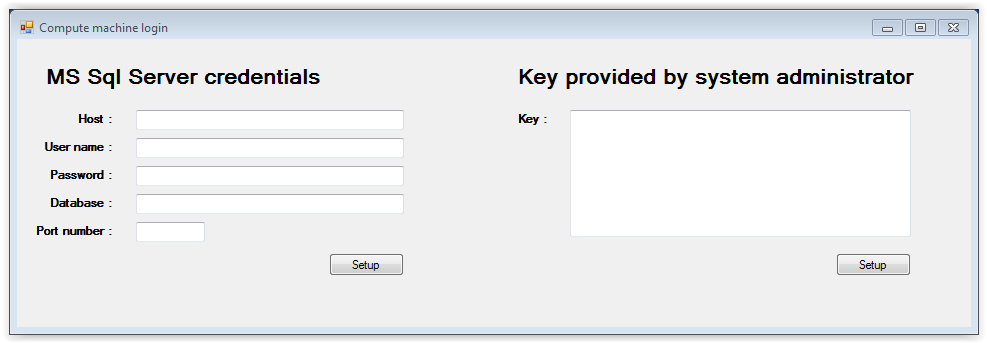 Compute machine login
MS Sql Server credentials
Host :
User name :
Password :
Database :
Port number :
Setup
Key provided by system administrator
Key :
Setup